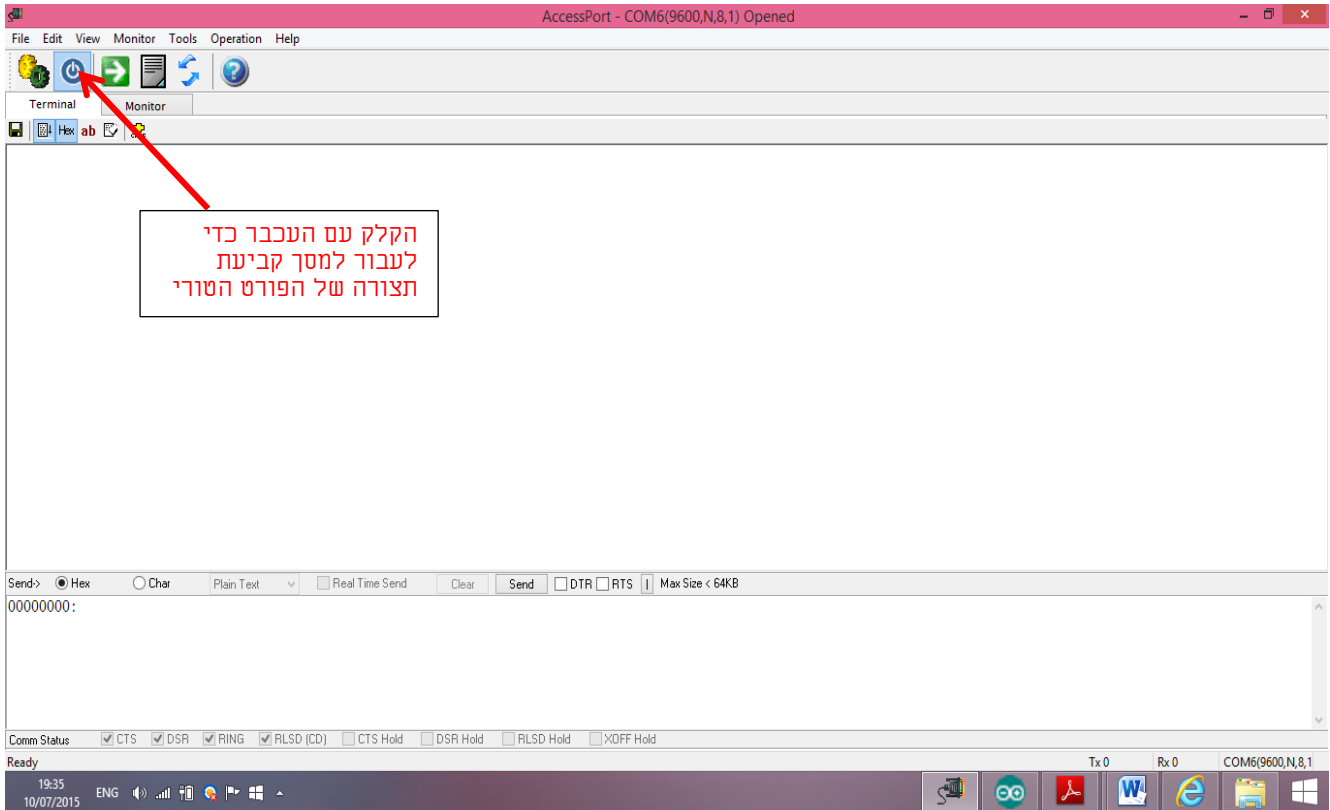 AccessPort - COM6(9600,N,8,1) Opened
File Edit View Monitor Tools Operation Help
Terminal Monitor
Hex ab
הקלק עם העכבר כדי
לעבור למסך קביעת
תצורה של הפורט הטורי
Send-> Hex Char Plain Text Real Time Send Clear Send DTR RTS Max Size < 64KB
00000000:
Comm Status CTS DSR RING RLSD (CD) CTS Hold DSR Hold RLSD Hold XOFF Hold
Ready Tx 0 Rx 0 COM6(9600,N,8,1
19:35
10/07/2015 ENG